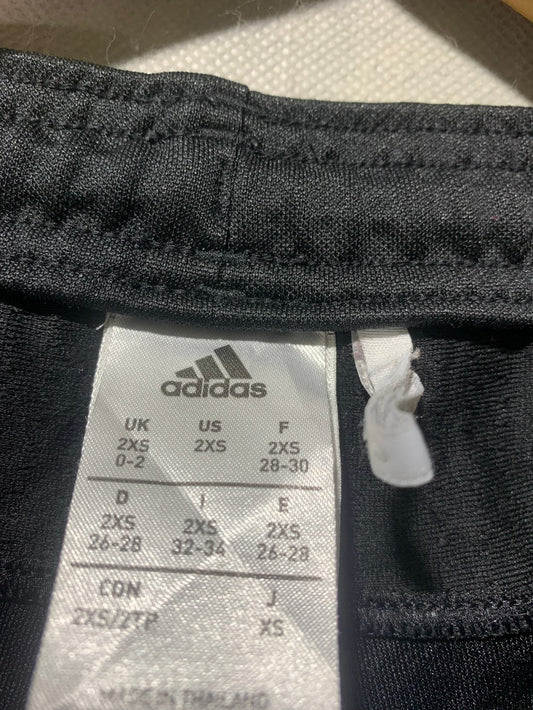 adidas
UK US F
2XS 2XS 2XS
0-2 28-30
D I E
2XS 2XS 2XS
26-28 32-34 26-28
CDN J
2XS/2TP XS
MADE IN THAILAND